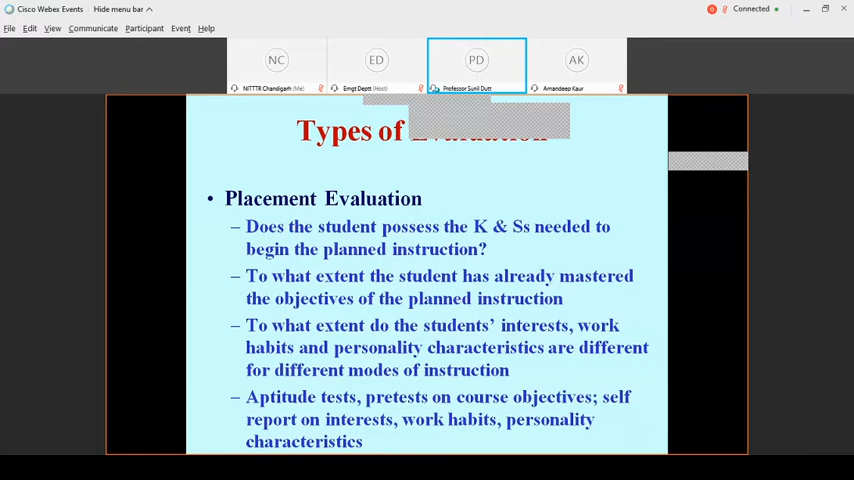 Cisco Webex Events
Hide menu bar
Connected
File Edit View Communicate Participant Event Help
NC
ED
PD
AK
NITTTR Chandigarh (Me)
Emgt Deptt (Host)
Professor Sunil Dutt
Amandeep Kaur
Types of
• Placement Evaluation
– Does the student possess the K & Ss needed to
begin the planned instruction?
– To what extent the student has already mastered
the objectives of the planned instruction
– To what extent do the students’ interests, work
habits and personality characteristics are different
for different modes of instruction
– Aptitude tests, pretests on course objectives; self
report on interests, work habits, personality
characteristics